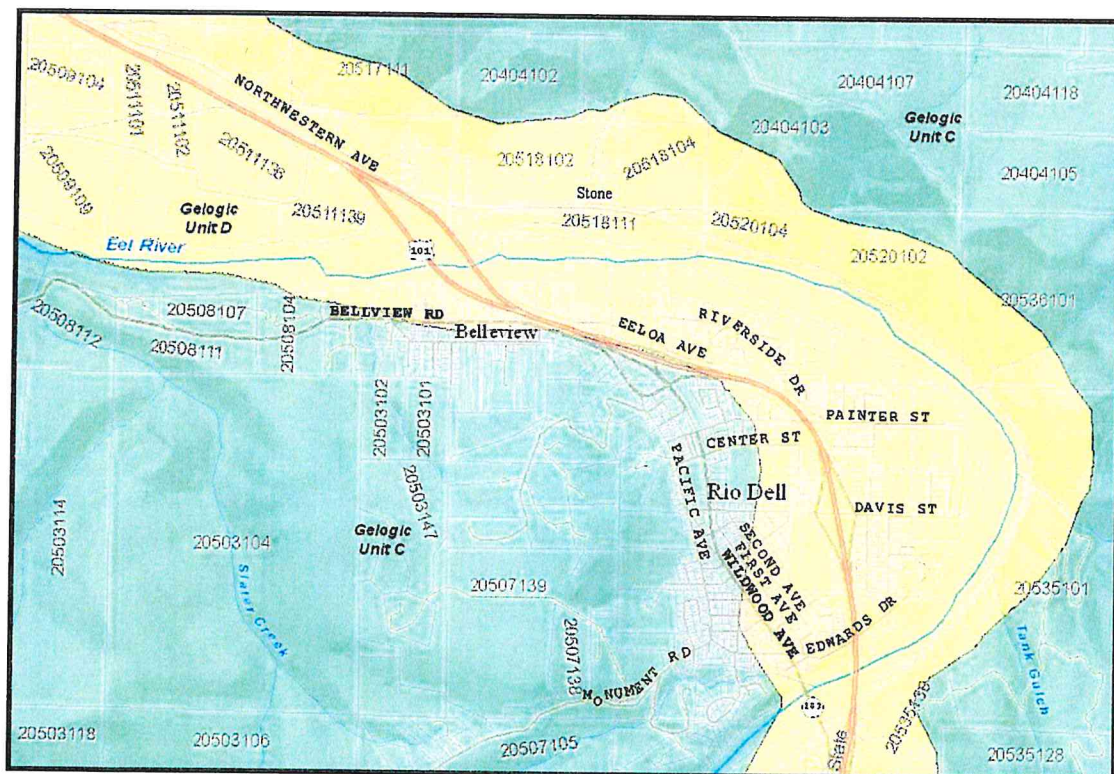 20517111
20404102
20404107
20404118
20509104
20511101
20511102
NORTHWESTERN AVE
Gelogic
Unit C
20404103
20511136
20518102
20518104
20404105
20509109
Stone
20511139
20518111
20520104
Gelogic
Unit D
Eel River
101
20520102
20536101
20508107
20508104
BELLVIEW RD
Belleview
EELOA AVE
RIVERSIDE DR
20508112
20508111
20503102
20503101
PAINTER ST
CENTER ST
PACIFIC AVE
Rio Dell
20503147
DAVIS ST
20503114
20503104
Gelogic
Unit C
SECOND AVE
FIRST AVE
WILDWOOD AVE
EDWARDS DR
20507139
20535101
Slater Creek
20507138
MONUMENT RD
Tank Gulch
283
20535136
State
20503118
20503106
20507105
20535128